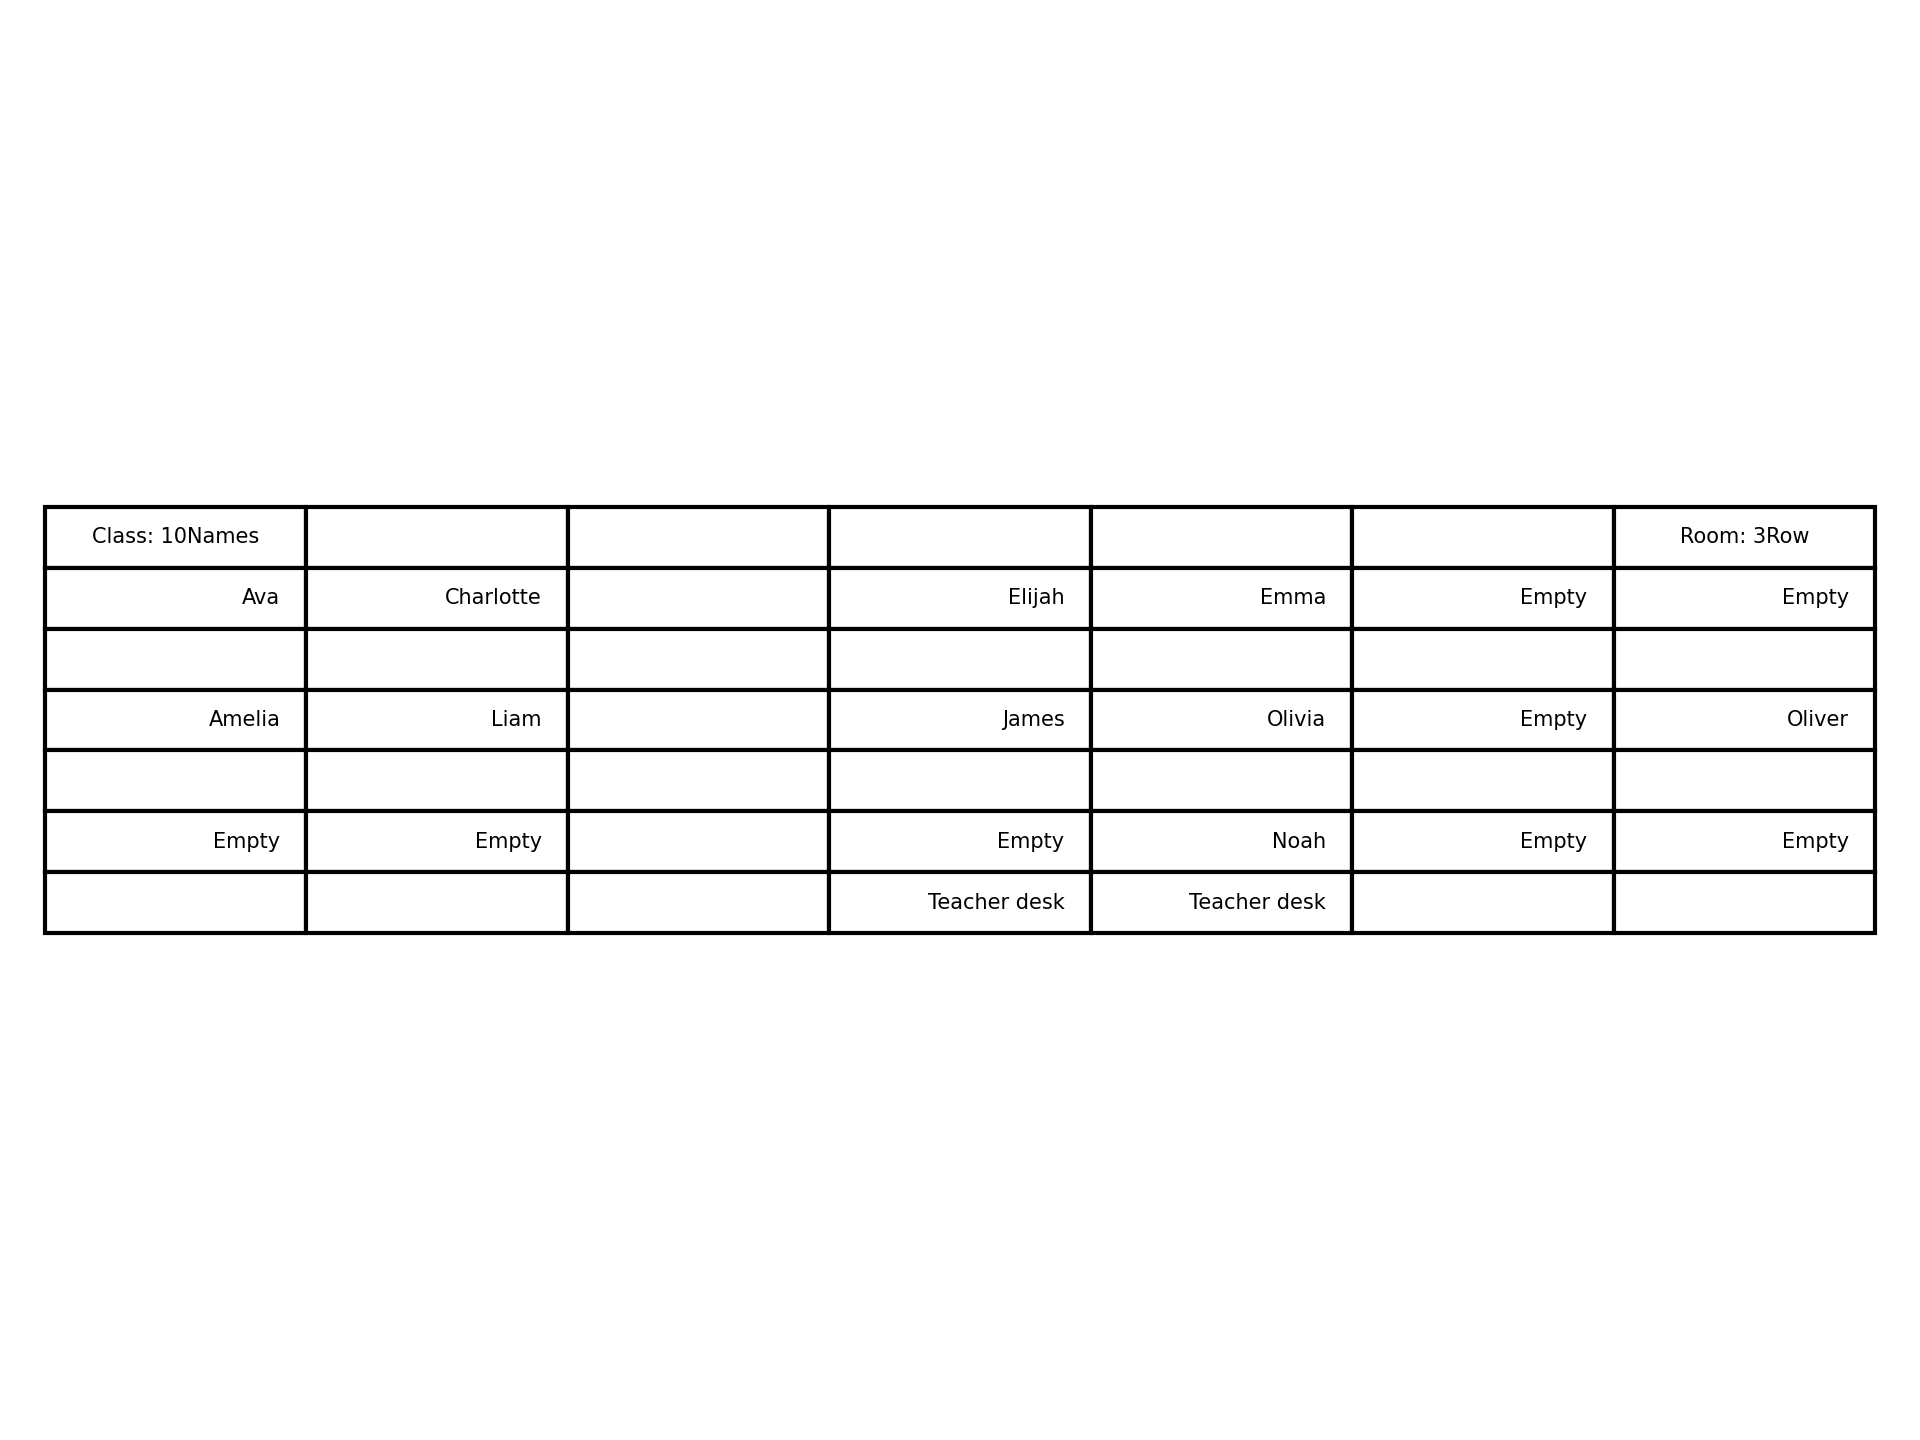 Class: 10Names Room: 3Row
Ava Charlotte Elijah Emma Empty Empty
Amelia Liam James Olivia Empty Oliver
Empty Empty Empty Noah Empty Empty
Teacher desk Teacher desk